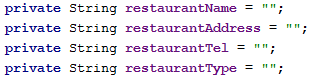 private String restaurantName = "";
private String restaurantAddress = "";
private String restaurantTel = "";
private String restaurantType = "";